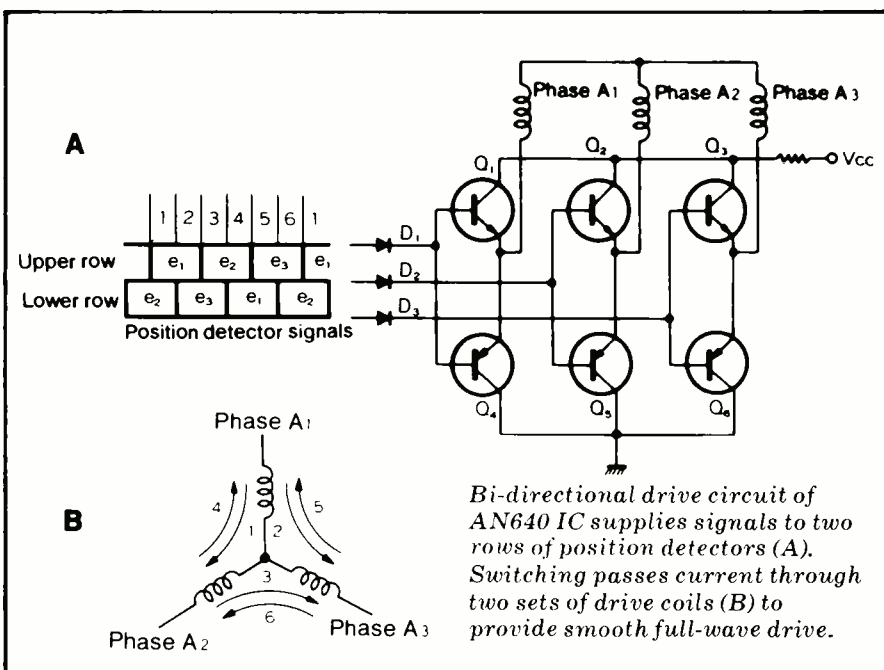 A
Phase A1
Phase A2
Phase A3
Q1
Q2
Q3
Vcc
1 2 3 4 5 6 1
D1
Upper row e1 e2 e3 e1
D2
Lower row e2 e3 e1 e2
D3
Position detector signals
Q4
Q5
Q6
B
Phase A1
4
5
1 2
3
6
Phase A2
Phase A3
Bi-directional drive circuit of
AN640 IC supplies signals to two
rows of position detectors (A).
Switching passes current through
two sets of drive coils (B) to
provide smooth full-wave drive.